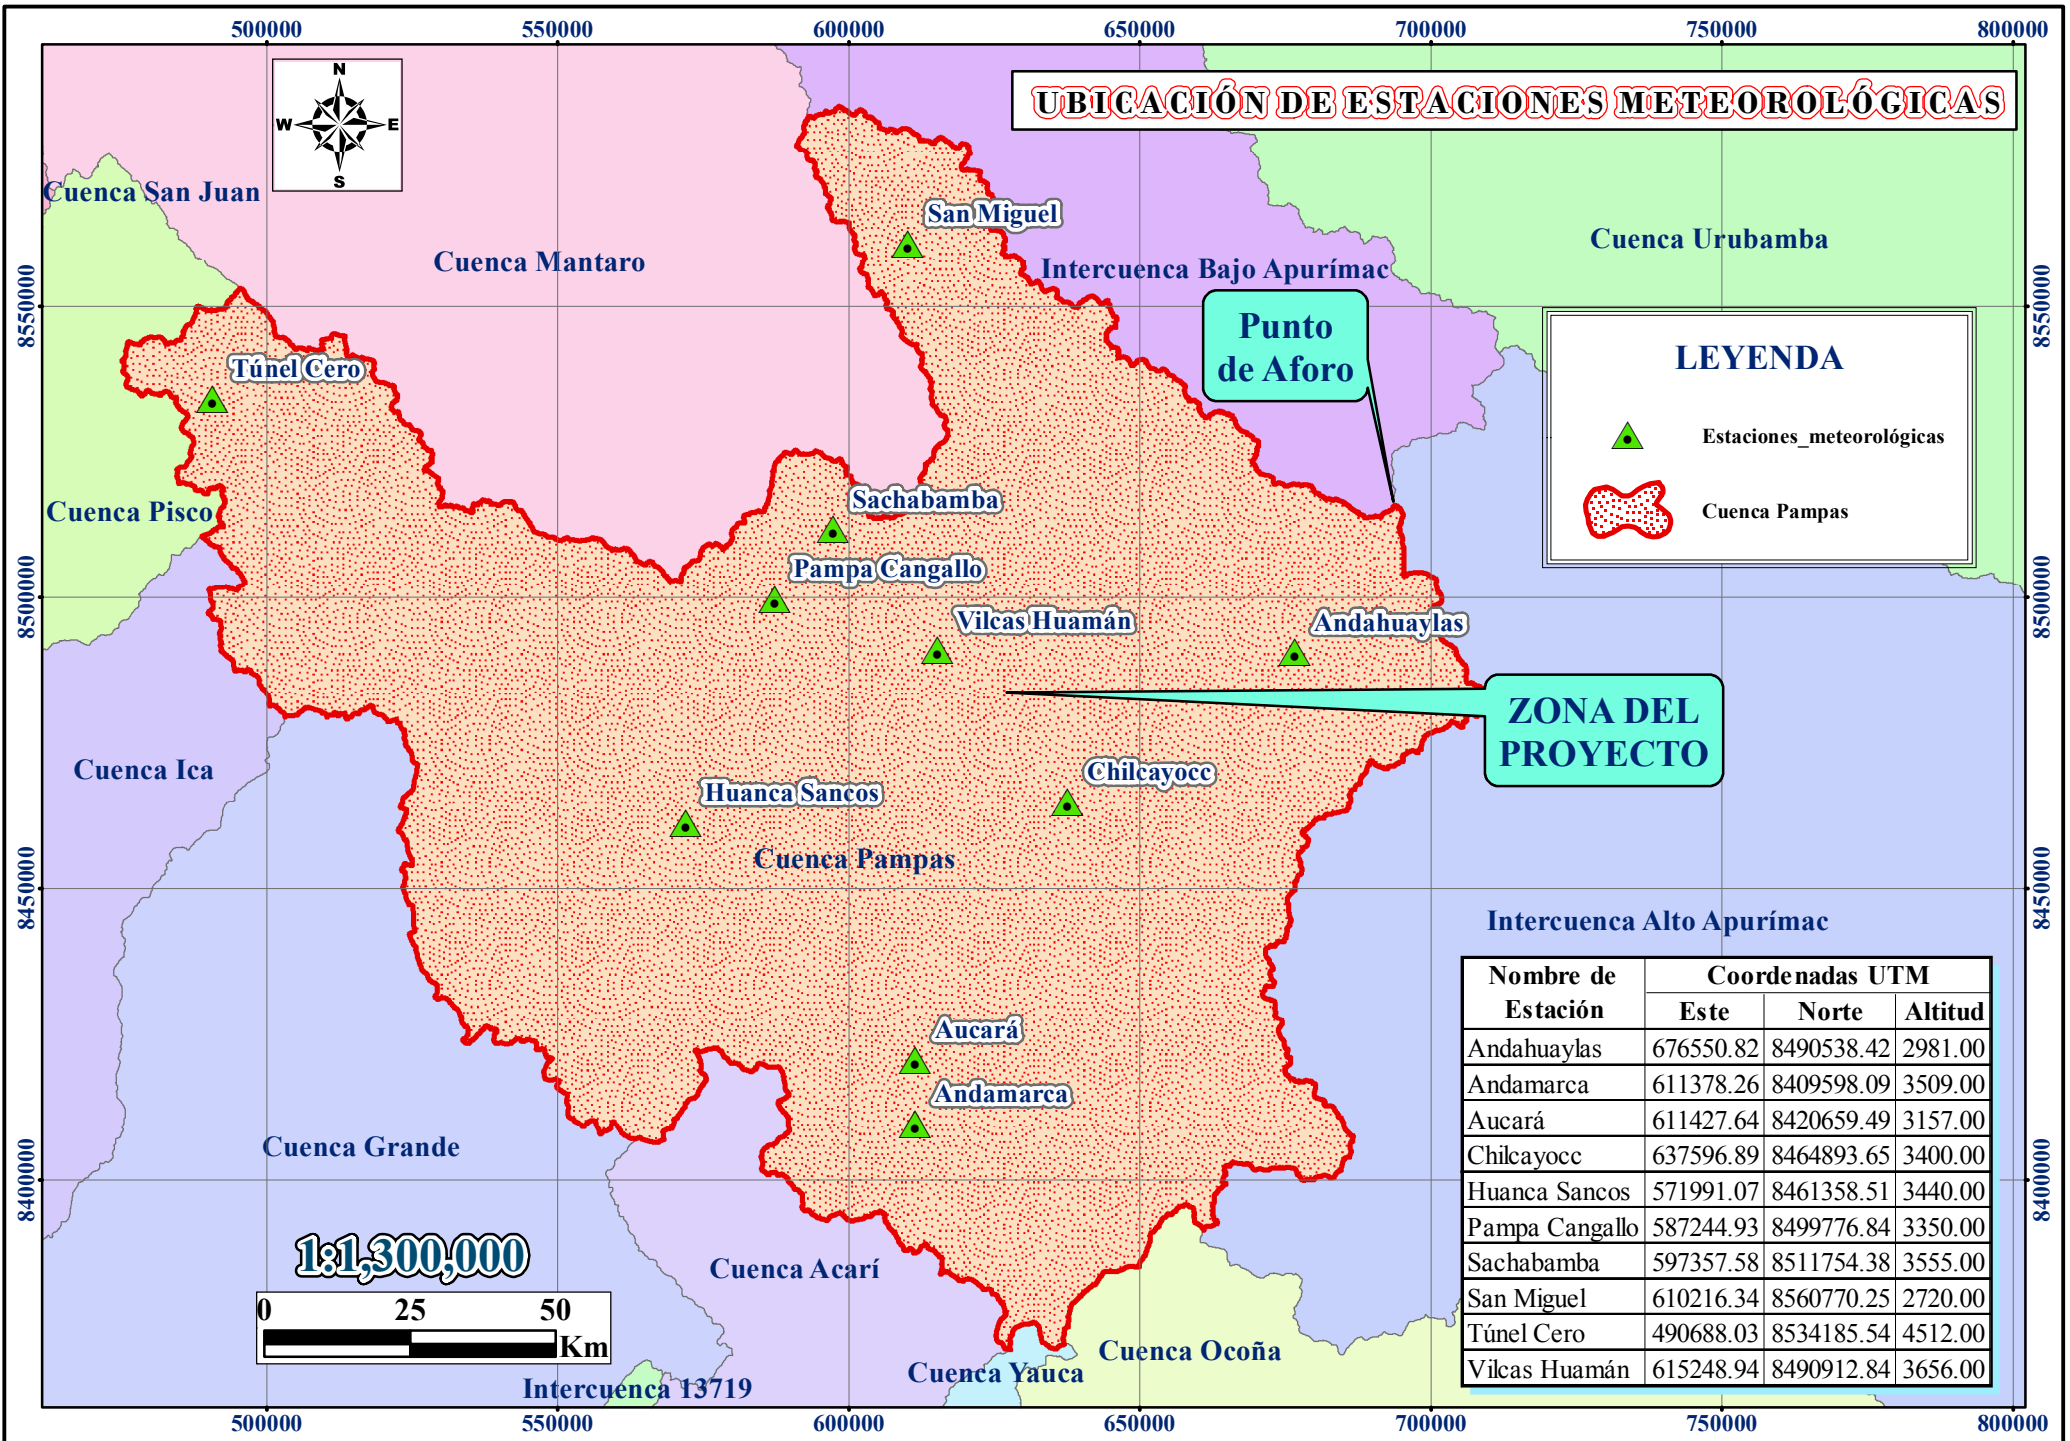 500000 550000 600000 650000 700000 750000 800000
N
W E
S
UBICACIÓN DE ESTACIONES METEOROLÓGICAS
Cuenca San Juan
San Miguel
Cuenca Urubamba
Cuenca Mantaro
Intercuenca Bajo Apurímac
8550000
8550000
Punto
de Aforo
LEYENDA
Estaciones_meteorológicas
Cuenca Pampas
Túnel Cero
Cuenca Pisco
Sachabamba
Pampa Cangallo
8500000
8500000
Vilcas Huamán
Andahuaylas
ZONA DEL
PROYECTO
Cuenca Ica
Huanca Sancos
Chilcayocc
Cuenca Pampas
8450000
8450000
Intercuenca Alto Apurímac
Nombre de Estación Coordenadas UTM
Este Norte Altitud
Andahuaylas 676550.82 8490538.42 2981.00
Andamarca 611378.26 8409598.09 3509.00
Aucará 611427.64 8420659.49 3157.00
Chilcayocc 637596.89 8464893.65 3400.00
Huanca Sancos 571991.07 8461358.51 3440.00
Pampa Cangallo 587244.93 8499776.84 3350.00
Sachabamba 597357.58 8511754.38 3555.00
San Miguel 610216.34 8560770.25 2720.00
Túnel Cero 490688.03 8534185.54 4512.00
Vilcas Huamán 615248.94 8490912.84 3656.00
Aucará
Andamarca
Cuenca Grande
8400000
8400000
1:1,300,000
0 25 50
Km
Cuenca Acarí
Cuenca Ocoña
Cuenca Yauca
Intercuenca 13719
500000 550000 600000 650000 700000 750000 800000